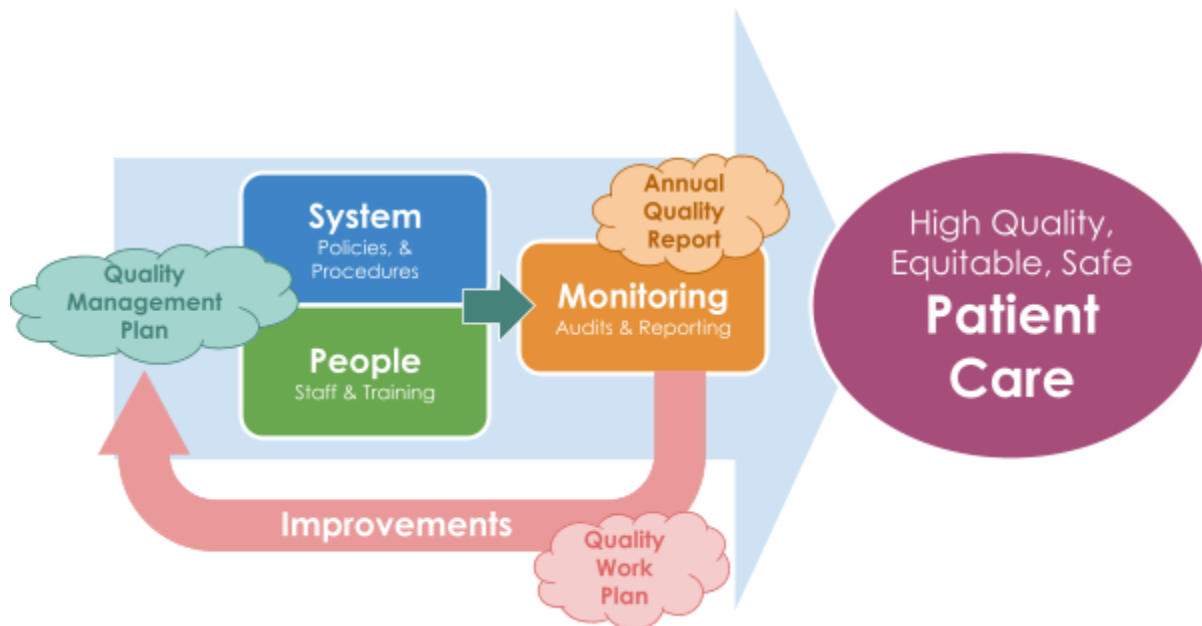 Quality
Management
Plan
System
Policies, &
Procedures
People
Staff & Training
Annual
Quality
Report
Monitoring
Audits & Reporting
Improvements
Quality
Work
Plan
High Quality,
Equitable, Safe
Patient
Care